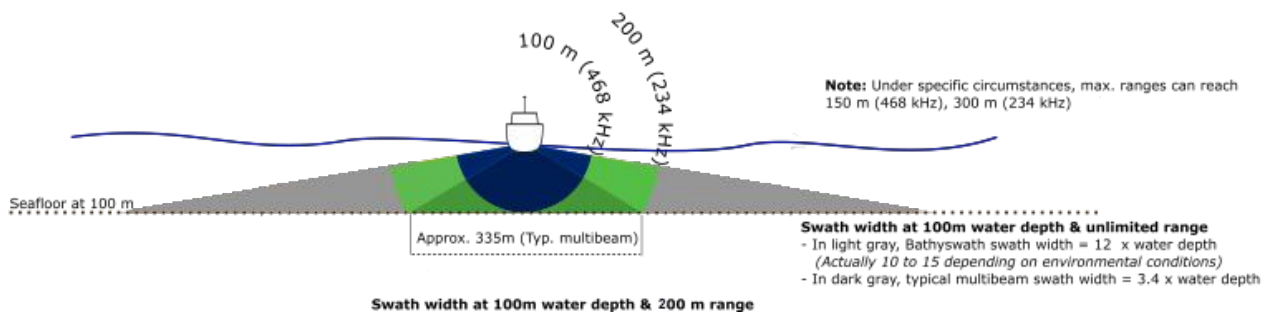 100 m (468 kHz)
200 m (234 kHz)
Note: Under specific circumstances, max. ranges can reach
150 m (468 kHz), 300 m (234 kHz)
Seafloor at 100 m
Approx. 335m (Typ. multibeam)
Swath width at 100m water depth & unlimited range
- In light gray, Bathyswath swath width = 12 x water depth
(Actually 10 to 15 depending on environmental conditions)
- In dark gray, typical multibeam swath width = 3.4 x water depth
Swath width at 100m water depth & 200 m range